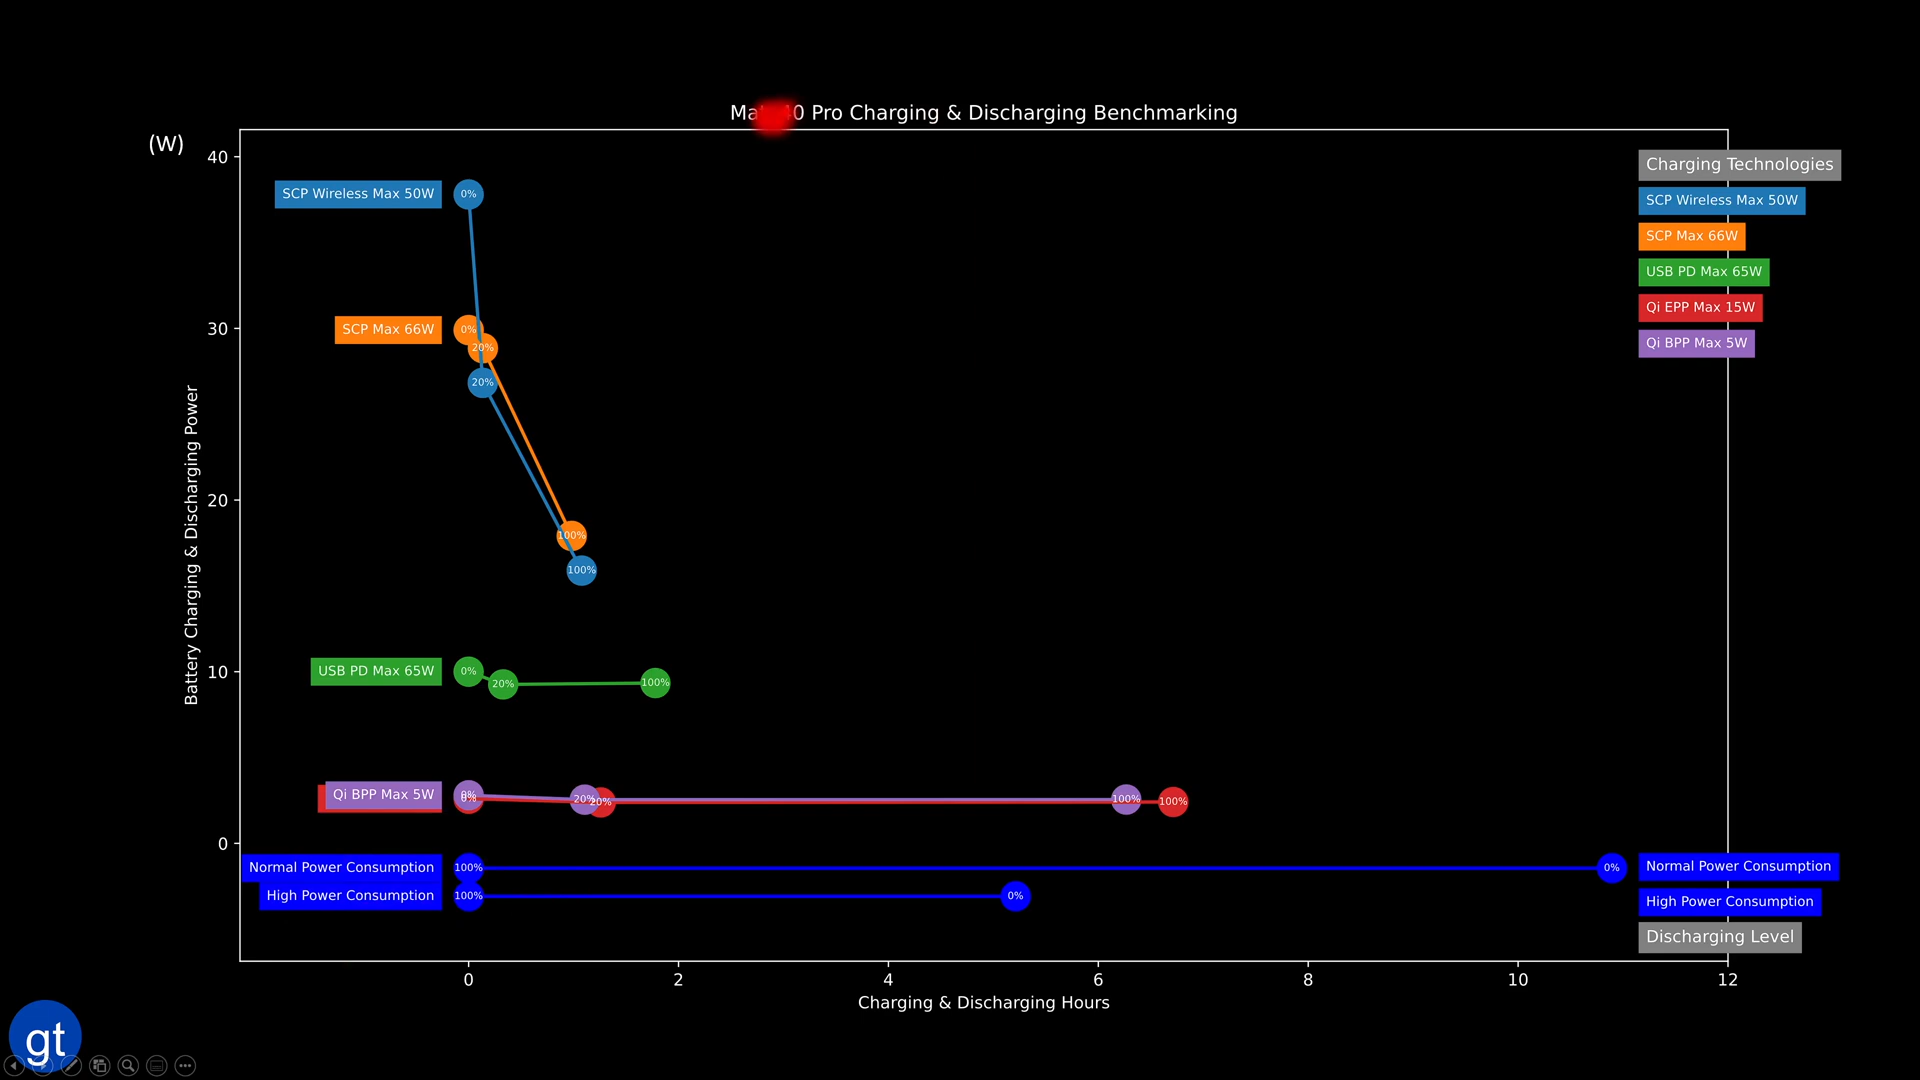 Pro Charging & Discharging Benchmarking
(W)
40
30
20
10
0
Battery Charging & Discharging Power
SCP Wireless Max 50W
0%
SCP Max 66W
0%
20%
20%
100%
100%
USB PD Max 65W
0%
20%
100%
Qi BPP Max 5W
0%
0%
20%
20%
100%
100%
Normal Power Consumption
100%
0%
High Power Consumption
100%
0%
Charging Technologies
SCP Wireless Max 50W
SCP Max 66W
USB PD Max 65W
Qi EPP Max 15W
Qi BPP Max 5W
Normal Power Consumption
High Power Consumption
Discharging Level
0
2
4
6
8
10
12
Charging & Discharging Hours
gt